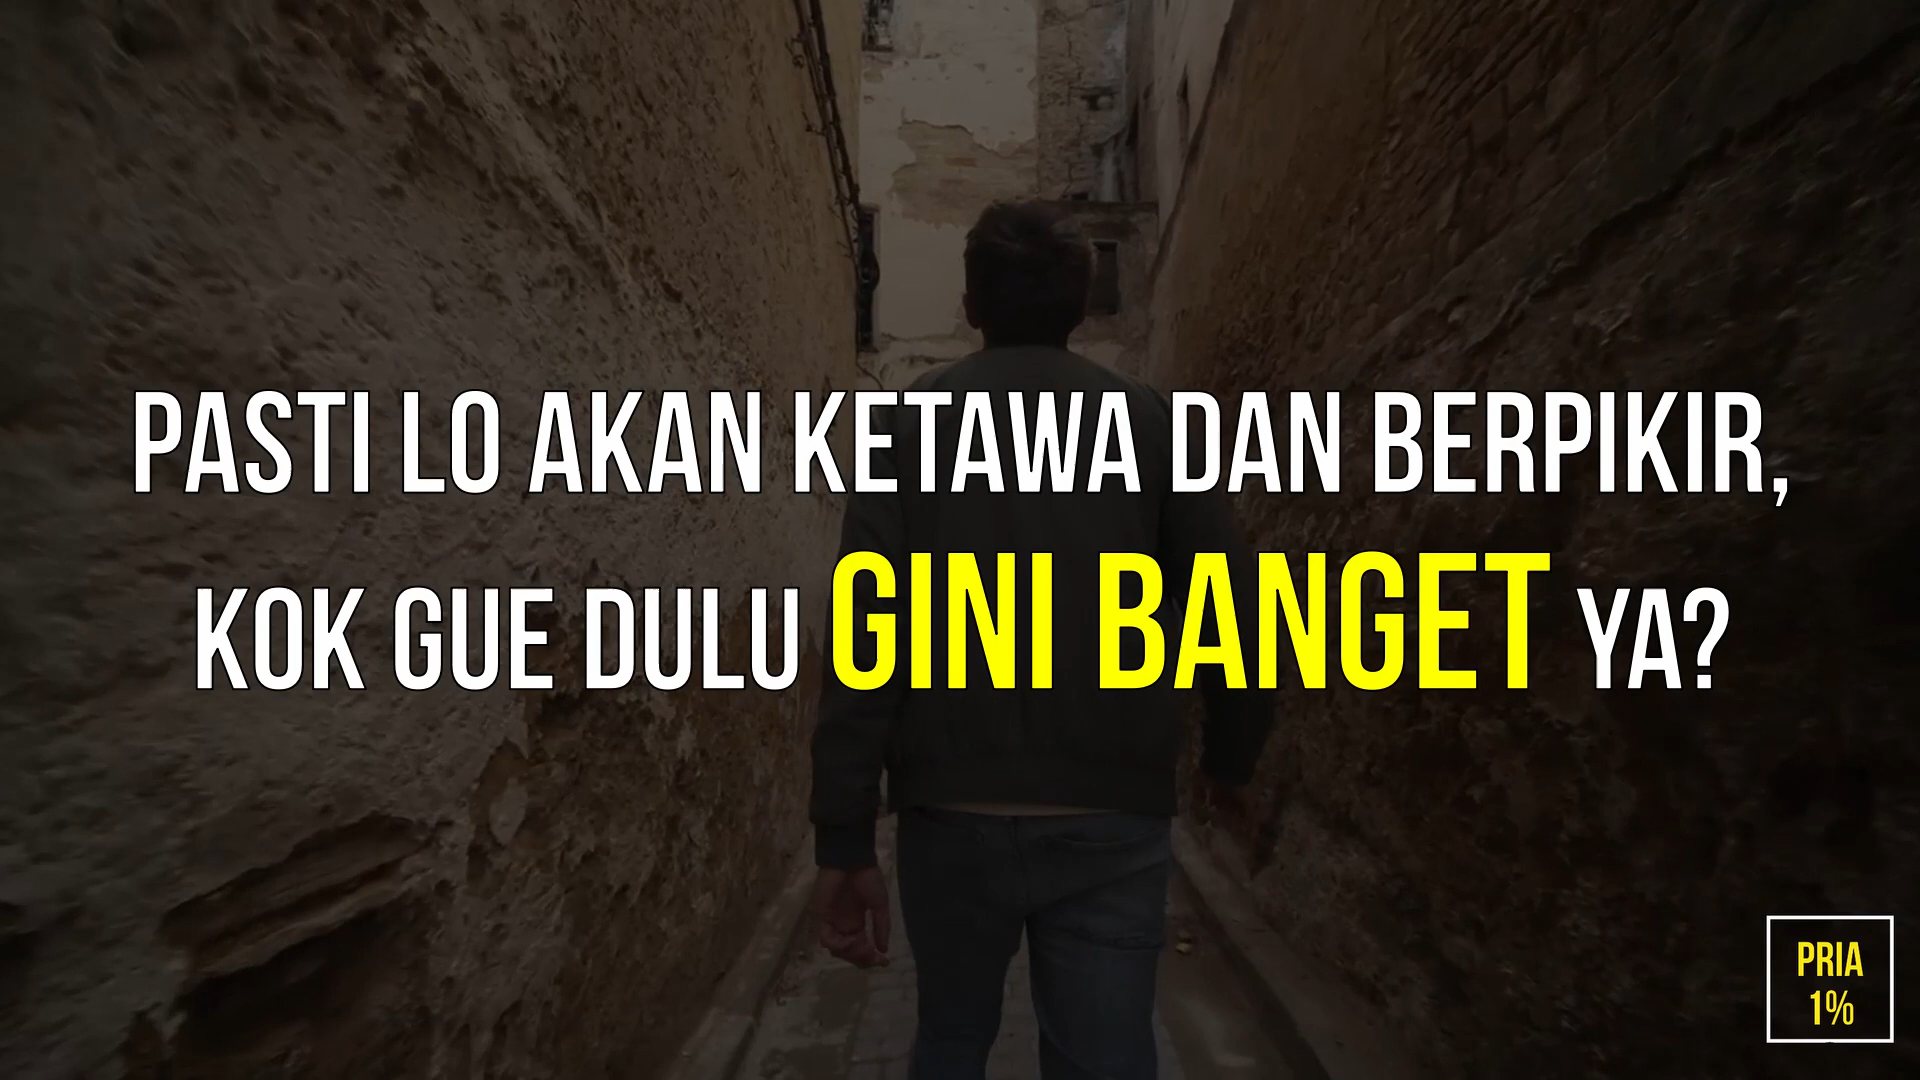 PASTI LO AKAN KETAWA DAN BERPIKIR,
KOK GUE DULU GINI BANGET YA?
PRIA
1%